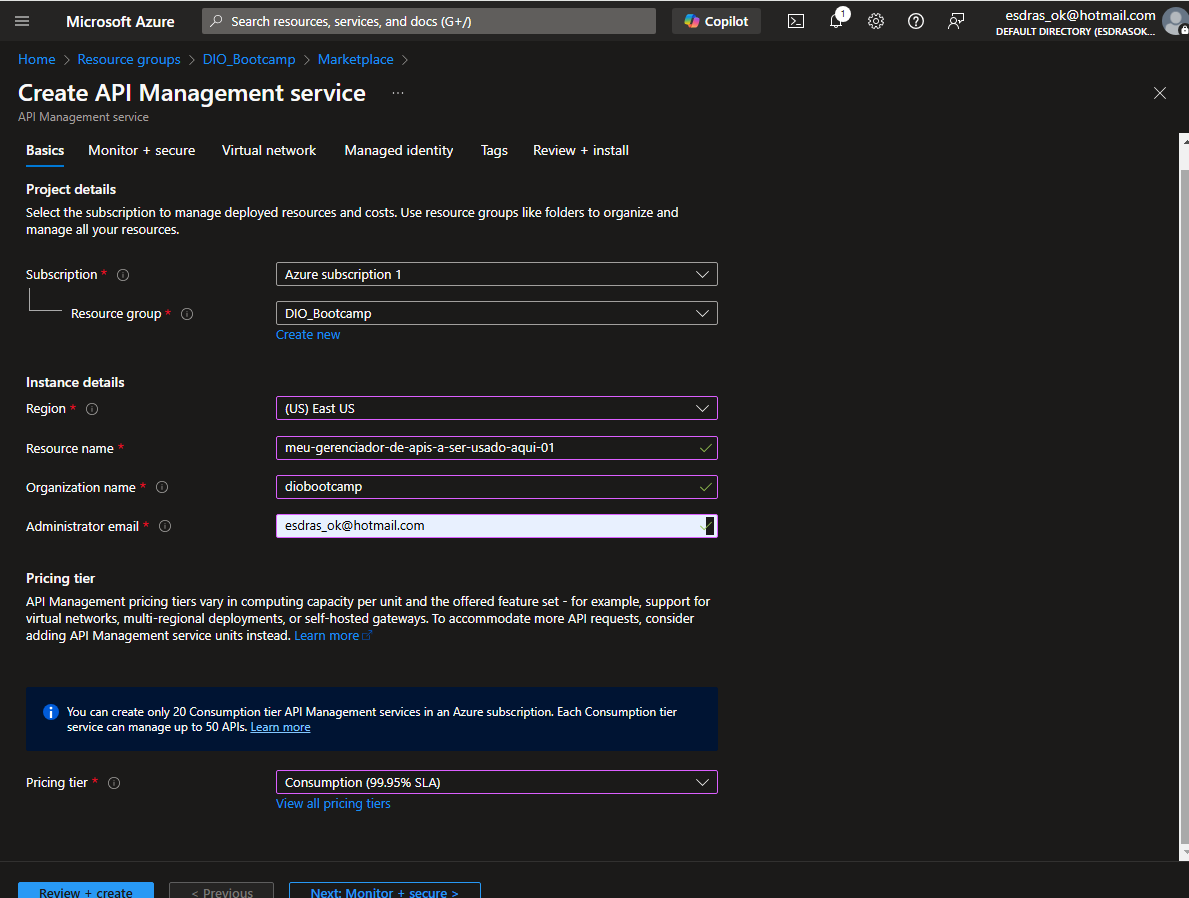 Microsoft Azure
Search resources, services, and docs (G+/)
Copilot
1
esdras_ok@hotmail.com
DEFAULT DIRECTORY (ESDRASOK...
Home > Resource groups > DIO_Bootcamp > Marketplace >
Create API Management service ...
API Management service
Basics Monitor + secure Virtual network Managed identity Tags Review + install
Project details
Select the subscription to manage deployed resources and costs. Use resource groups like folders to organize and
manage all your resources.
Subscription * Azure subscription 1
Resource group * DIO_Bootcamp
Create new
Instance details
Region * (US) East US
Resource name * meu-gerenciador-de-apis-a-ser-usado-aqui-01
Organization name * diobootcamp
Administrator email * esdras_ok@hotmail.com
Pricing tier
API Management pricing tiers vary in computing capacity per unit and the offered feature set - for example, support for
virtual networks, multi-regional deployments, or self-hosted gateways. To accommodate more API requests, consider
adding API Management service units instead. Learn more
You can create only 20 Consumption tier API Management services in an Azure subscription. Each Consumption tier
service can manage up to 50 APIs. Learn more
Pricing tier * Consumption (99.95% SLA)
View all pricing tiers
Review + create < Previous Next: Monitor + secure >